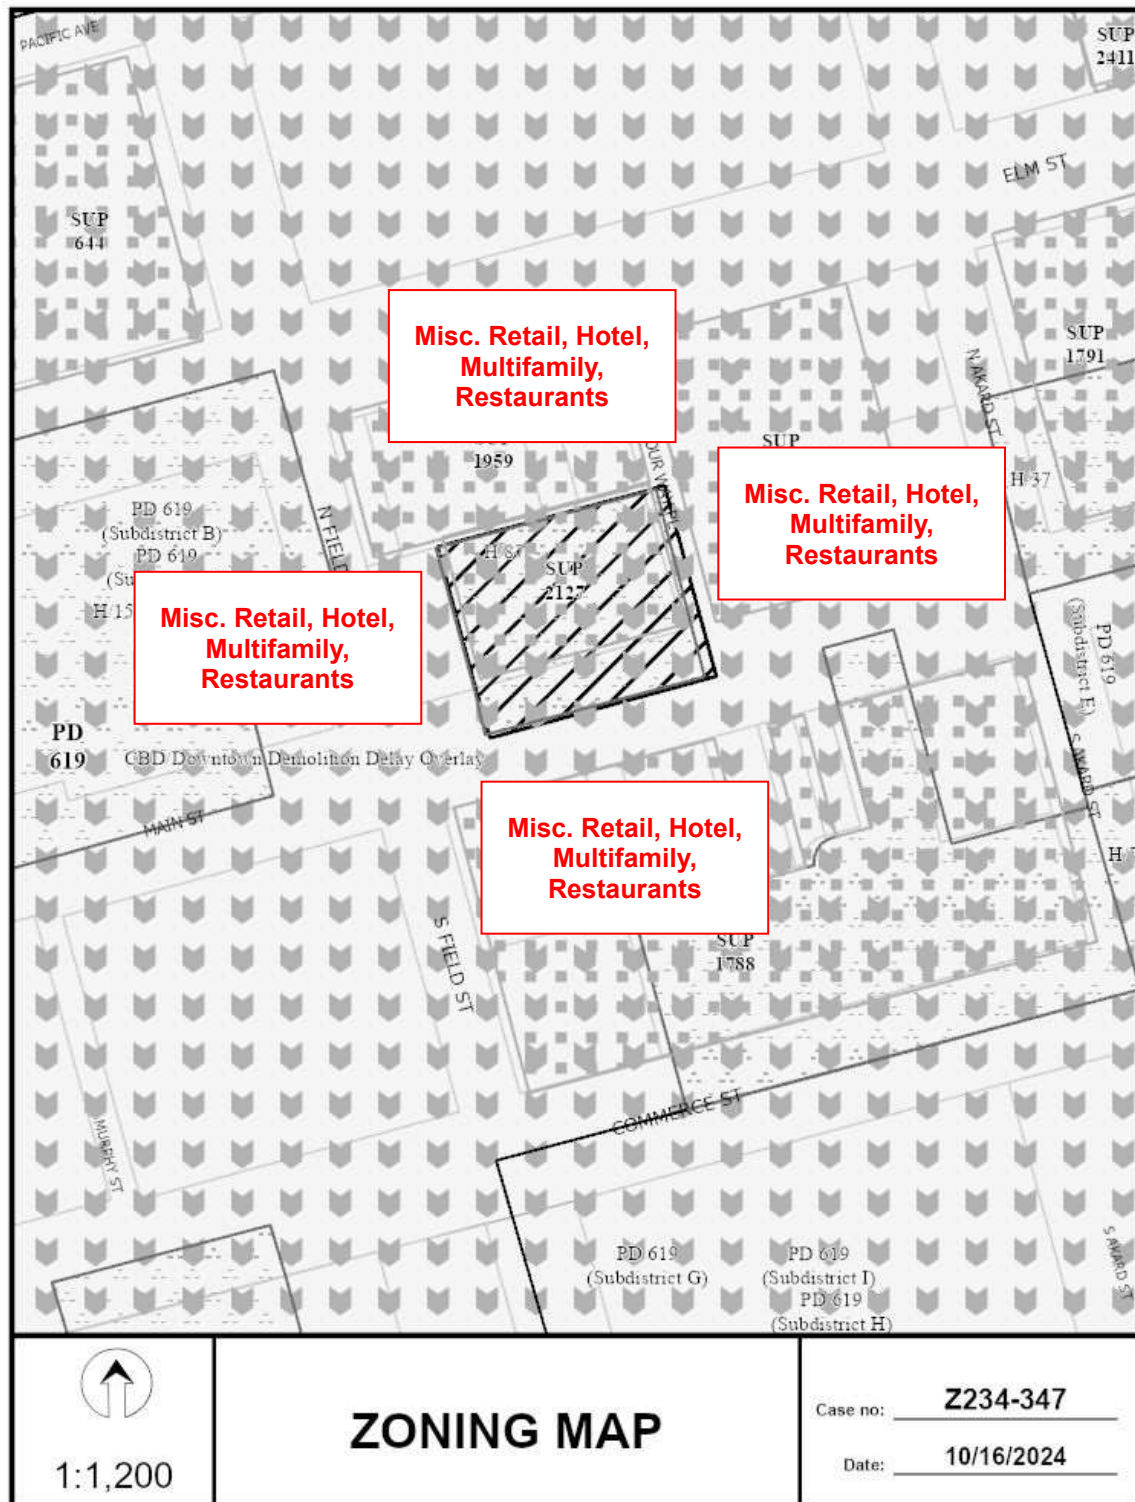 PACIFIC AVE
SUP
2411
ELM ST
SUP
644
SUP
1791
N AKARD ST
Misc. Retail, Hotel,
Multifamily,
Restaurants
1959
SUP
Misc. Retail, Hotel,
Multifamily,
Restaurants
H/37
PD 619
(Subdistrict B)
PD 619
N FIELD
H/8
SUP
2127
H/15
Misc. Retail, Hotel,
Multifamily,
Restaurants
PD 619
(Subdistrict E)
PD
619
CBD Downtown Demolition Delay Overlay
S AKARD ST
MAIN ST
Misc. Retail, Hotel,
Multifamily,
Restaurants
SUP
1788
S FIELD ST
COMMERCE ST
MURPHY ST
PD 619
(Subdistrict G)
PD 619
(Subdistrict I)
PD 619
(Subdistrict H)
S AKARD ST
1:1,200
ZONING MAP
Case no: Z234-347
Date: 10/16/2024